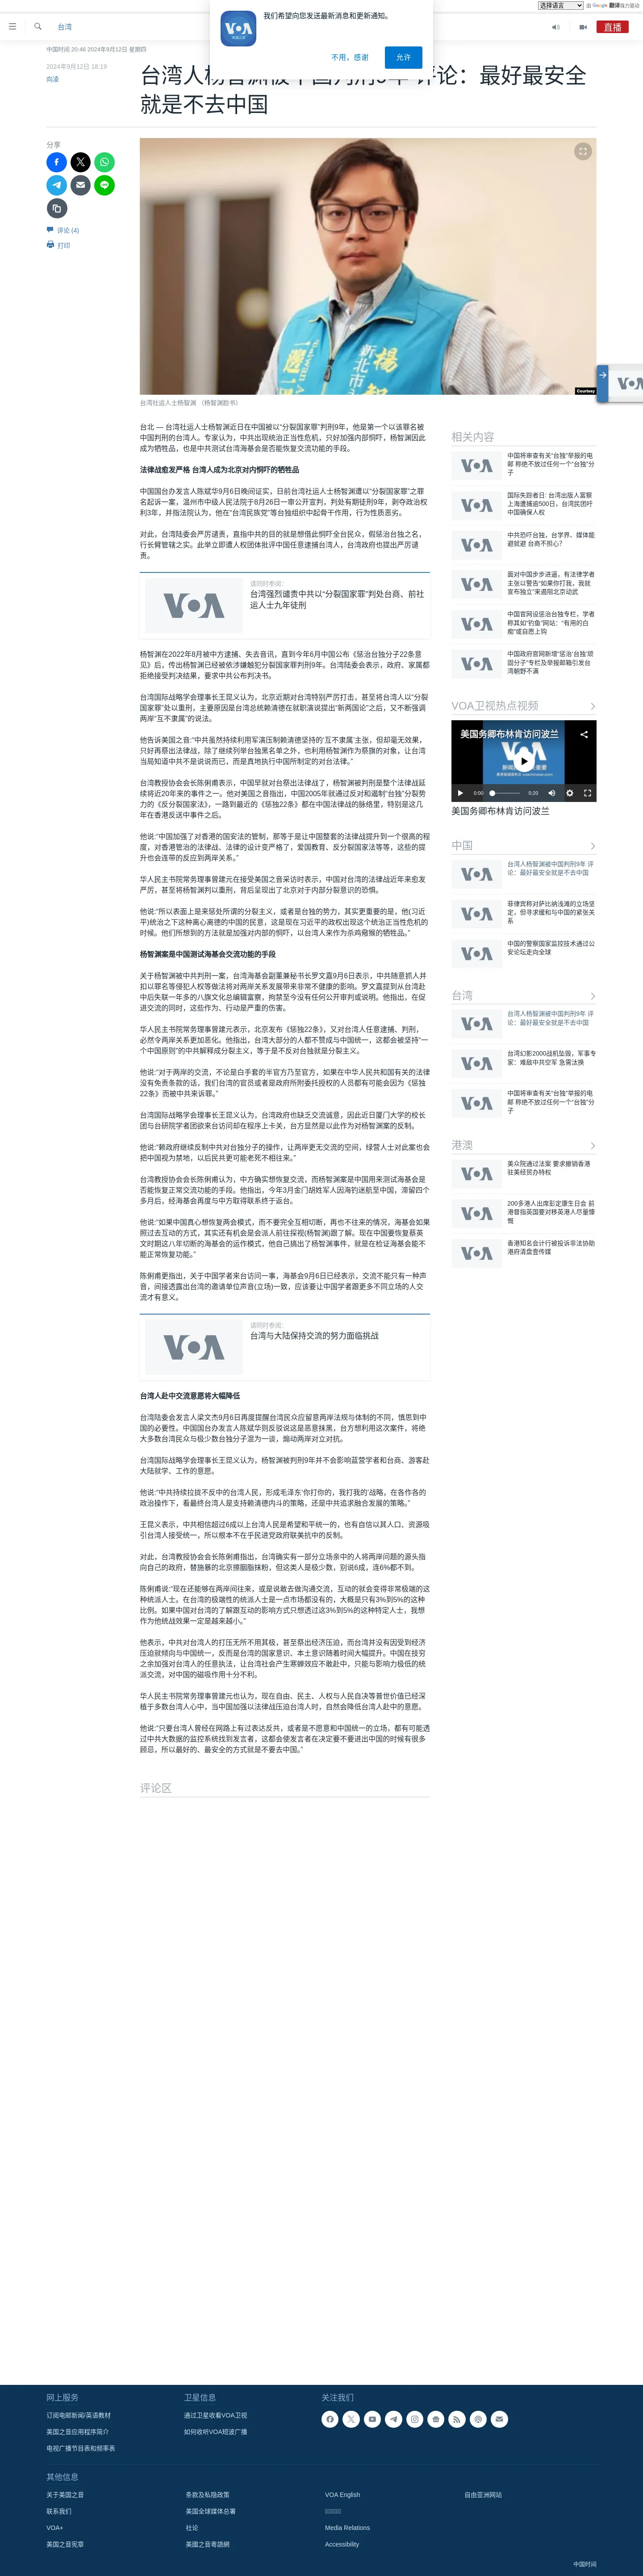 选择语言 由 Google 翻译强力驱动
我们希望向您发送最新消息和更新通知。
不用，感谢
允许
台湾
直播
中国时间 20:46 2024年9月12日 星期四
2024年9月12日 18:19
向凌
评论：最好最安全
就是不去中国
分享
评论 (4)
打印
Courtesy
台湾社运人士杨智渊 （杨智渊脸书）
台北 — 台湾社运人士杨智渊近日在中国被以“分裂国家罪”判刑9年，他是第一个以该罪名被
中国判刑的台湾人。专家认为，中共出现统治正当性危机，只好加强内部恫吓，杨智渊因此
成为牺牲品，也是中共测试台湾海基会是否能恢复交流功能的手段。
法律战愈发严格 台湾人成为北京对内恫吓的牺牲品
中国国台办发言人陈斌华9月6日晚间证实，日前台湾社运人士杨智渊遭以“分裂国家罪”之罪
名起诉一案，温州市中级人民法院于8月26日一审公开宣判，判处有期徒刑9年，剥夺政治权
利3年，并指法院认为，他在“台湾民族党”等台独组织中起骨干作用，行为性质恶劣。
对此，台湾陆委会严厉谴责，直指中共的目的就是想借此恫吓全台民众，假惩治台独之名，
行长臂管辖之实。此举立即遭人权团体批评中国任意逮捕台湾人，台湾政府也提出严厉谴
责。
请同时参阅：
台湾强烈谴责中共以“分裂国家罪”判处台商、前社
运人士九年徒刑
杨智渊在2022年8月被中方逮捕、失去音讯，直到今年6月中国公布《惩治台独分子22条意
见》后，传出杨智渊已经被依涉嫌触犯分裂国家罪判刑9年。台湾陆委会表示，政府、家属都
拒绝接受判决结果，要求中共公布判决书。
台湾国际战略学会理事长王昆义认为，北京近期对台湾特别严厉打击，甚至将台湾人以“分裂
国家罪”处以重刑，主要原因是台湾总统赖清德在就职演说提出“新两国论”之后，又不断强调
两岸“互不隶属”的说法。
他告诉美国之音:“中共虽然持续利用军演压制赖清德坚持的‘互不隶属’主张，但却毫无效果，
只好再祭出法律战，除了继续列举台独黑名单之外，也利用杨智渊作为祭旗的对象，让台湾
当局知道中共不是说说而已，而是真地执行中国所制定的对台法律。”
台湾教授协会会长陈俐甫表示，中国早就对台祭出法律战了，杨智渊被判刑是整个法律战延
续将近20年来的事件之一。他对美国之音指出，中国2005年就通过反对和遏制“台独”分裂势
力的《反分裂国家法》，一路到最近的《惩独22条》都在中国法律战的脉络里，特别是这几
年在香港反送中事件之后。
他说:“中国加强了对香港的国安法的管制，那等于是让中国整套的法律战提升到一个很高的程
度，对香港管治的法律战、法律的设计变严格了，爱国教育、反分裂国家法等等，这些的提
升也会连带的反应到两岸关系。”
华人民主书院常务理事曾建元在接受美国之音采访时表示，中国对台湾的法律战近年来愈发
严厉，甚至将杨智渊判以重刑，背后呈现出了北京对于内部分裂意识的恐惧。
他说:“所以表面上是来惩处所谓的分裂主义，或者是台独的势力，其实更重要的是，他(习近
平)统治之下这种离心离德的中国的现实，在习近平的政权出现这个统治正当性的危机的时
候。他们所想到的方法就是加强对内部的恫吓，以台湾人来作为杀鸡儆猴的牺牲品。”
杨智渊案是中国测试海基会交流功能的手段
关于杨智渊被中共判刑一案，台湾海基会副董兼秘书长罗文嘉9月6日表示，中共随意抓人并
扣以罪名等侵犯人权等做法将对两岸关系发展带来非常不健康的影响。罗文嘉提到从台湾赴
中后失联一年多的八旗文化总编辑富察，拘禁至今没有任何公开审判或说明。他指出，在促
进交流的同时，这些作为、行动是严重的伤害。
华人民主书院常务理事曾建元表示，北京发布《惩独22条》，又对台湾人任意逮捕、判刑，
必然令两岸关系更加恶化。他指出，台湾大部分的人都不赞成与中国统一，这都会被坚持“一
个中国原则”的中共解释成分裂主义，等于是不反对台独就是分裂主义。
他说:“对于两岸的交流，不论是白手套的半官方乃至官方，如果在中华人民共和国有关的法律
没有免责条款的话，我们台湾的官员或者是政府所附委托授权的人员都有可能会因为《惩独
22条》而被中共来诉罪。”
台湾国际战略学会理事长王昆义认为，台湾政府也缺乏交流诚意，因此近日厦门大学的校长
团与台研院学者团欲来台访问却在程序上卡关，台方显然是以此作为对杨智渊案的反制。
他说:“赖政府继续反制中共对台独分子的操作，让两岸更无交流的空间，绿营人士对此案也会
把中国视为禁地，以后民共更可能老死不相往来。”
台湾教授协会会长陈俐甫认为，中方确实想恢复交流，而杨智渊案是中国用来测试海基会是
否能恢复正常交流功能的手段。他指出，今年3月金门胡姓军人因海钓迷航至中国，滞留四个
多月后，经海基会再度与中方取得联系终于返台。
他说:“如果中国真心想恢复两会模式，而不要完全互相切断，再也不往来的情况，海基会如果
照过去互动的方式，其实还有机会是会派人前往探视(杨智渊)跟了解。现在中国要恢复蔡英
文时期这八年切断的海基会的运作模式，他自己搞出了杨智渊事件，就是在检证海基会能不
能正常恢复功能。”
陈俐甫更指出，关于中国学者来台访问一事，海基会9月6日已经表示，交流不能只有一种声
音，间接透露出台湾的邀请单位声音(立场)一致，应该要让中国学者跟更多不同立场的人交
流才有意义。
请同时参阅：
台湾与大陆保持交流的努力面临挑战
台湾人赴中交流意愿将大幅降低
台湾陆委会发言人梁文杰9月6日再度提醒台湾民众应留意两岸法规与体制的不同，慎思到中
国的必要性。中国国台办发言人陈斌华则反驳说这是恶意抹黑，台方想利用这次案件，将绝
大多数台湾民众与极少数台独分子混为一谈，煽动两岸对立对抗。
台湾国际战略学会理事长王昆义认为，杨智渊被判刑9年并不会影响蓝营学者和台商、游客赴
大陆就学、工作的意愿。
他说:“中共持续拉拢不反中的台湾人民，形成毛泽东‘你打你的，我打我的’战略，在各作各的
政治操作下，看最终台湾人是支持赖清德内斗的策略，还是中共追求融合发展的策略。”
王昆义表示，中共相信超过6成以上台湾人民是希望和平统一的，也有自信以其人口、资源吸
引台湾人接受统一，所以根本不在乎民进党政府联美抗中的反制。
对此，台湾教授协会会长陈俐甫指出，台湾确实有一部分立场亲中的人将两岸问题的源头指
向自己的政府，替施暴的北京擦胭脂抹粉，但这类人是极少数，别说6成，连6%都不到。
陈俐甫说:“现在还能够在两岸间往来，或是说敢去做沟通交流，互动的就会变得非常极端的这
种统派人士。在台湾的极端性的统派人士是一点市场都没有的，大概是只有3%到5%的这种
比例。如果中国对台湾的了解跟互动的影响方式只想透过这3%到5%的这种特定人士，我想
作为他统战效果一定是越来越小。”
他表示，中共对台湾人的打压无所不用其极，甚至祭出经济压迫，而台湾并没有因受到经济
压迫就倾向与中国统一，反而是台湾的国家意识、本土意识随着时间大幅提升。中国在技穷
之余加强对台湾人的任意执法，让台湾社会产生寒蝉效应不敢赴中，只能与影响力极低的统
派交流，对中国的磁吸作用十分不利。
华人民主书院常务理事曾建元也认为，现在自由、民主、人权与人民自决等普世价值已经深
植于多数台湾人心中，当中国加强以法律战压迫台湾人时，自然会降低台湾人赴中的意愿。
他说:“只要台湾人曾经在网路上有过表达反共，或者是不愿意和中国统一的立场，都有可能透
过中共大数据的监控系统找到发言者，这都会使发言者在决定要不要进出中国的时候有很多
顾忌，所以最好的、最安全的方式就是不要去中国。”
评论区
相关内容
中国将审查有关“台独”举报的电
邮 称绝不放过任何一个“台独”分
子
国际失踪者日: 台湾出版人富察
上海遭捕逾500日，台湾民团吁
中国确保人权
中共恐吓台独，台学界、媒体能
避就避 台商不担心?
面对中国步步进逼，有法律学者
主张以警告“如果你打我，我就
宣布独立”来遏阻北京动武
中国官网设惩治台独专栏，学者
称其如“钓鱼”网站：“有用的白
痴”或自愿上钩
中国政府官网新增“惩治‘台独’顽
固分子”专栏及举报邮箱引发台
湾朝野不满
VOA卫视热点视频
美国务卿布林肯访问波兰
0:00 0:20
美国务卿布林肯访问波兰
中国
台湾人杨智渊被中国判刑9年 评
论：最好最安全就是不去中国
菲律宾称对萨比纳浅滩的立场坚
定，但寻求缓和与中国的紧张关
系
中国的警察国家监控技术通过公
安论坛走向全球
台湾
台湾人杨智渊被中国判刑9年 评
论：最好最安全就是不去中国
台湾幻影2000战机坠毁，军事专
家：难敌中共空军 急需汰换
中国将审查有关“台独”举报的电
邮 称绝不放过任何一个“台独”分
子
港澳
美众院通过法案 要求撤销香港
驻美经贸办特权
200多港人出席彭定康生日会 前
港督指英国要对移英港人尽量慷
慨
香港知名会计行被投诉非法协助
港府清盘壹传媒
网上服务
订阅电邮新闻/英语教材
美国之音应用程序简介
电视广播节目表和频率表
卫星信息
通过卫星收看VOA卫视
如何收听VOA短波广播
关注我们
其他信息
关于美国之音
联系我们
VOA+
美国之音宪章
条款及私隐政策
美国全球媒体总署
社论
美國之音粵語網
VOA English
Media Relations
Accessibility
自由亚洲网站
中国时间